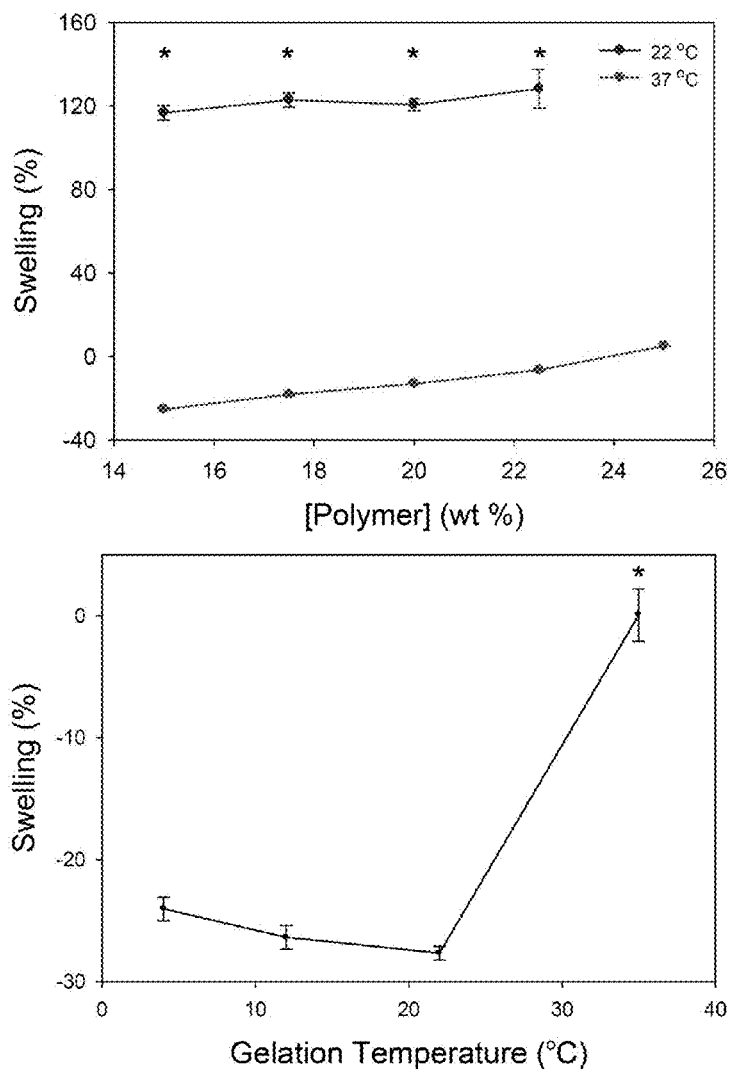 160
120
80
40
0
-40
Swelling (%)
* * * *
22 °C
37 °C
14 16 18 20 22 24 26
[Polymer] (wt %)
0
-10
-20
-30
Swelling (%)
*
0 10 20 30 40
Gelation Temperature (°C)